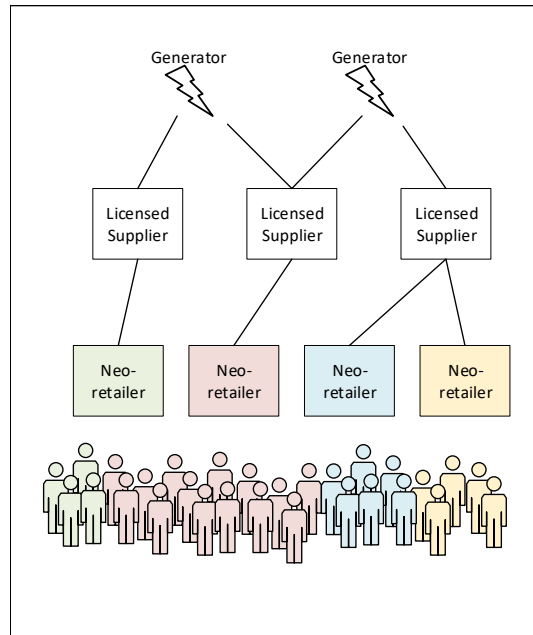 Generator
Generator
Licensed
Supplier
Licensed
Supplier
Licensed
Supplier
Neo-
retailer
Neo-
retailer
Neo-
retailer
Neo-
retailer